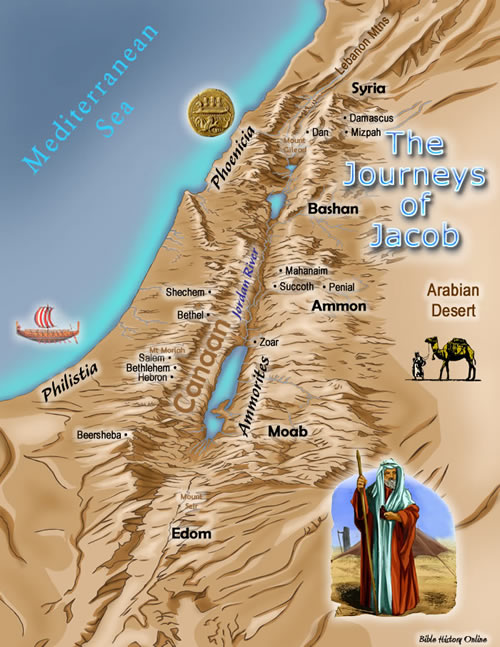 Mediterranean
Sea
Lebanon Mtns
Syria
Damascus
Dan
Mizpah
Mount
Gilead
Phoenicia
The
Journeys
of
Jacob
Bashan
Jordan River
Mahanaim
Succoth
Penial
Ammon
Shechem
Bethel
Canaan
Arabian
Desert
Zoar
Mt Moriah
Salem
Bethlehem
Hebron
Philistia
Ammorites
Beersheba
Moab
Mount
Seir
Edom
Bible History Online